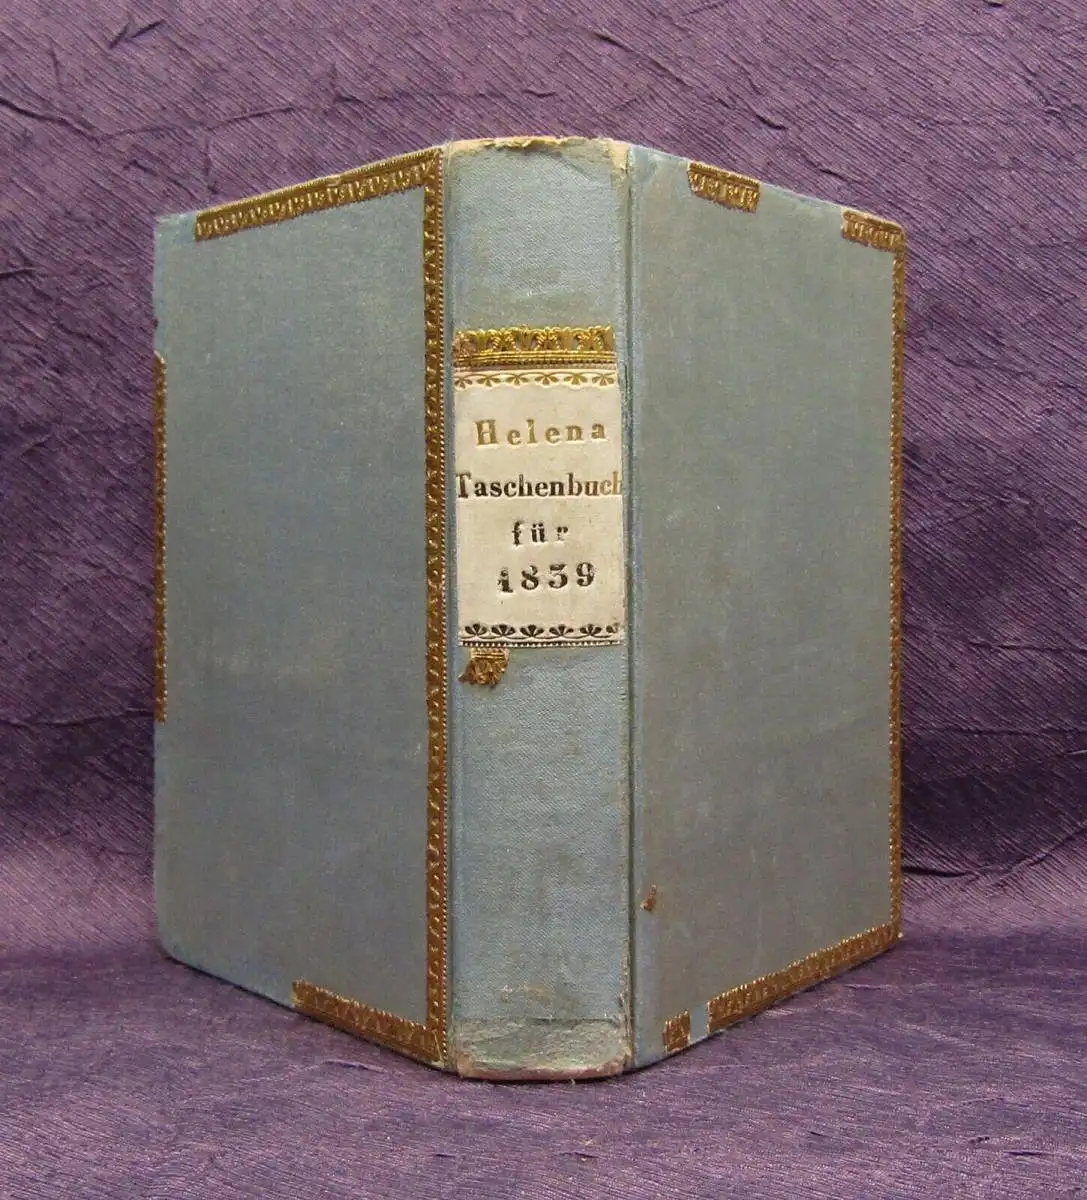 Helena
Taschenbuch
für
1839